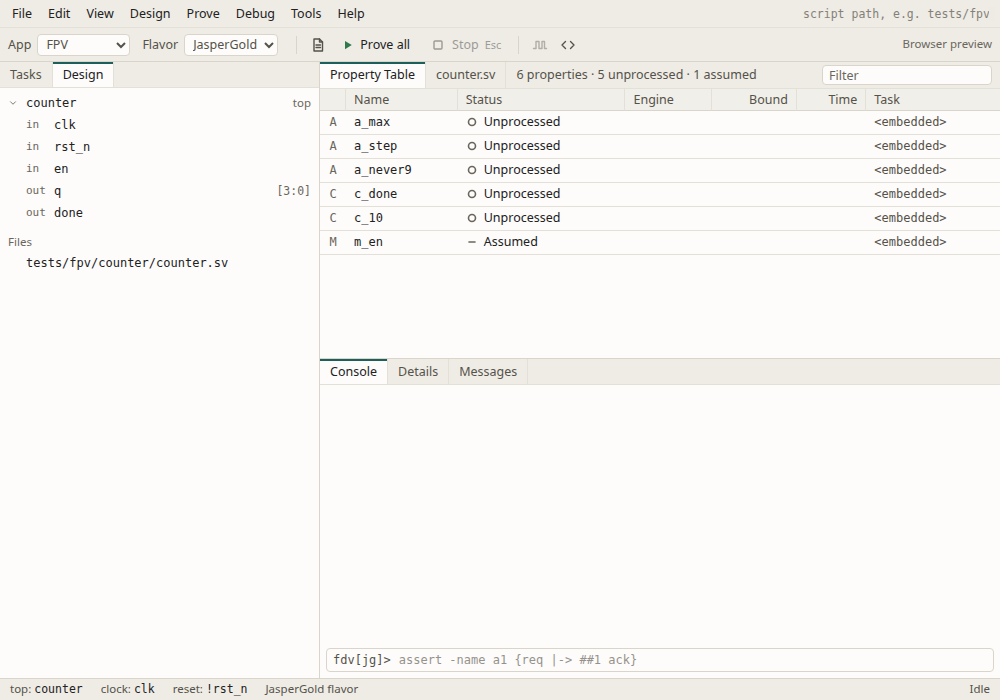 File Edit View Design Prove Debug Tools Help script path, e.g. tests/fpv
App FPV Flavor JasperGold Prove all Stop Esc Browser preview
Tasks Design
counter top
in clk
in rst_n
in en
out q [3:0]
out done
Files
tests/fpv/counter/counter.sv
Property Table counter.sv 6 properties · 5 unprocessed · 1 assumed Filter
Name Status Engine Bound Time Task
A a_max Unprocessed <embedded>
A a_step Unprocessed <embedded>
A a_never9 Unprocessed <embedded>
C c_done Unprocessed <embedded>
C c_10 Unprocessed <embedded>
M m_en Assumed <embedded>
Console Details Messages
fdv[jg]> assert -name a1 {req |-> ##1 ack}
top: counter clock: clk reset: !rst_n JasperGold flavor Idle